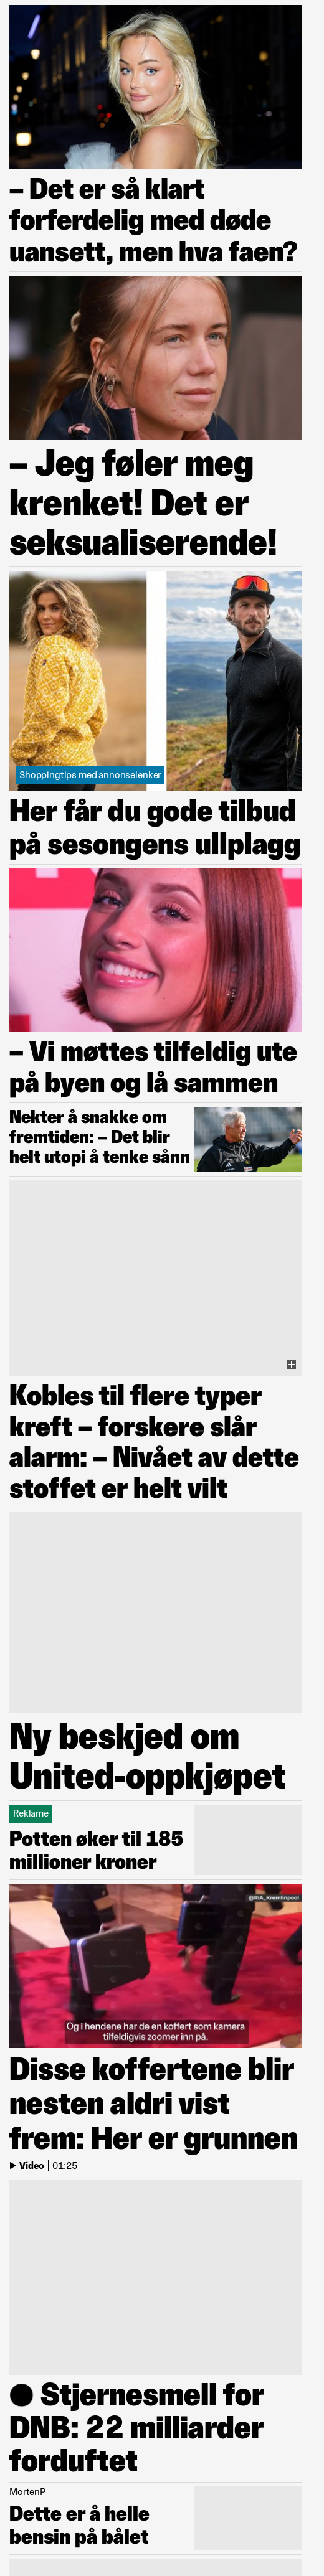 – Det er så klart
forferdelig med døde
uansett, men hva faen?
– Jeg føler meg
krenket! Det er
seksualiserende!
Shoppingtips med annonselenker
Her får du gode tilbud
på sesongens ullplagg
– Vi møttes tilfeldig ute
på byen og lå sammen
Nekter å snakke om
fremtiden: – Det blir
helt utopi å tenke sånn
Kobles til flere typer
kreft – forskere slår
alarm: – Nivået av dette
stoffet er helt vilt
Ny beskjed om
United-oppkjøpet
Reklame
Potten øker til 185
millioner kroner
@RIA_Kremlinpool
Og i hendene har de en koffert som kamera
tilfeldigvis zoomer inn på.
Disse koffertene blir
nesten aldri vist
frem: Her er grunnen
Video | 01:25
Stjernesmell for
DNB: 22 milliarder
forduftet
MortenP
Dette er å helle
bensin på bålet